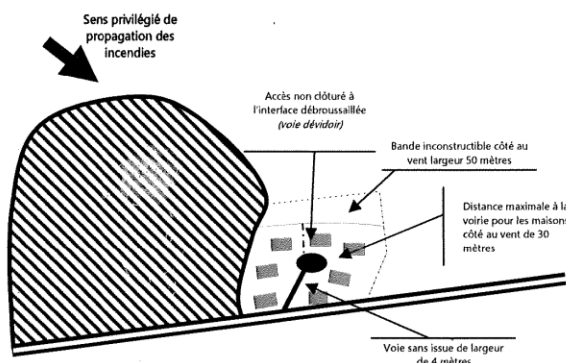 Sens privilégié de
propagation des
incendies
Accès non clôturé à
l'interface débroussaillée
(voie dévidoir)
Bande inconstructible côté au
vent largeur 50 mètres
Distance maximale à la
voirie pour les maisons
côté au vent de 30
mètres
Voie sans issue de largeur
de 4 mètres